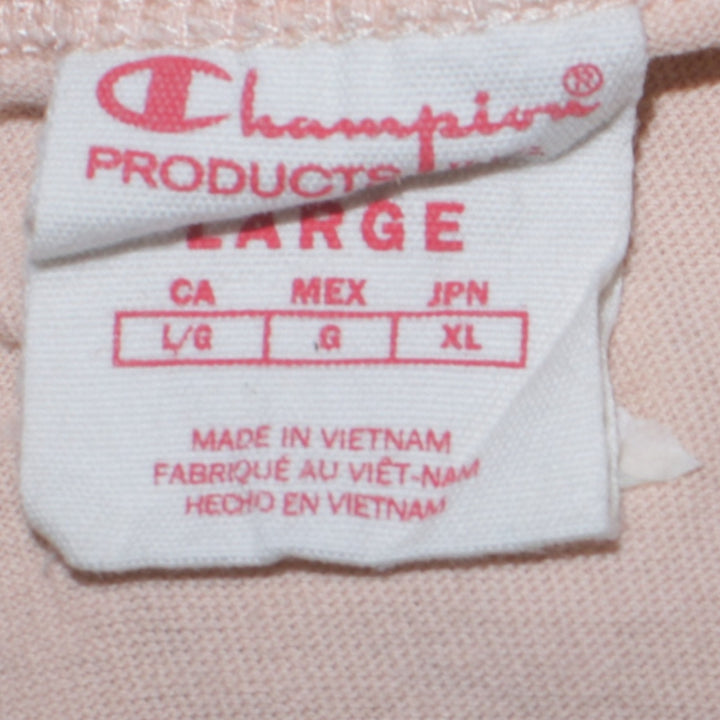 Champion®
PRODUCTS
LARGE
CA MEX JPN
L/G G XL
MADE IN VIETNAM
FABRIQUÉ AU VIÊT-NAM
HECHO EN VIETNAM